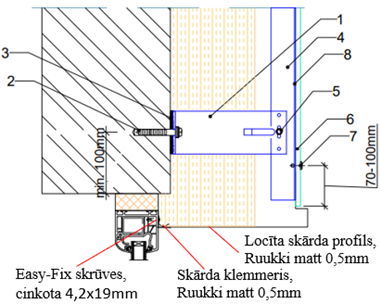 1
3
4
2
8
5
6
7
min. 100mm
70-100mm
Locīta skārda profils,
Ruukki matt 0,5mm
Easy-Fix skrūves,
cinkota 4,2x19mm
Skārda klemmeris,
Ruukki matt 0,5mm